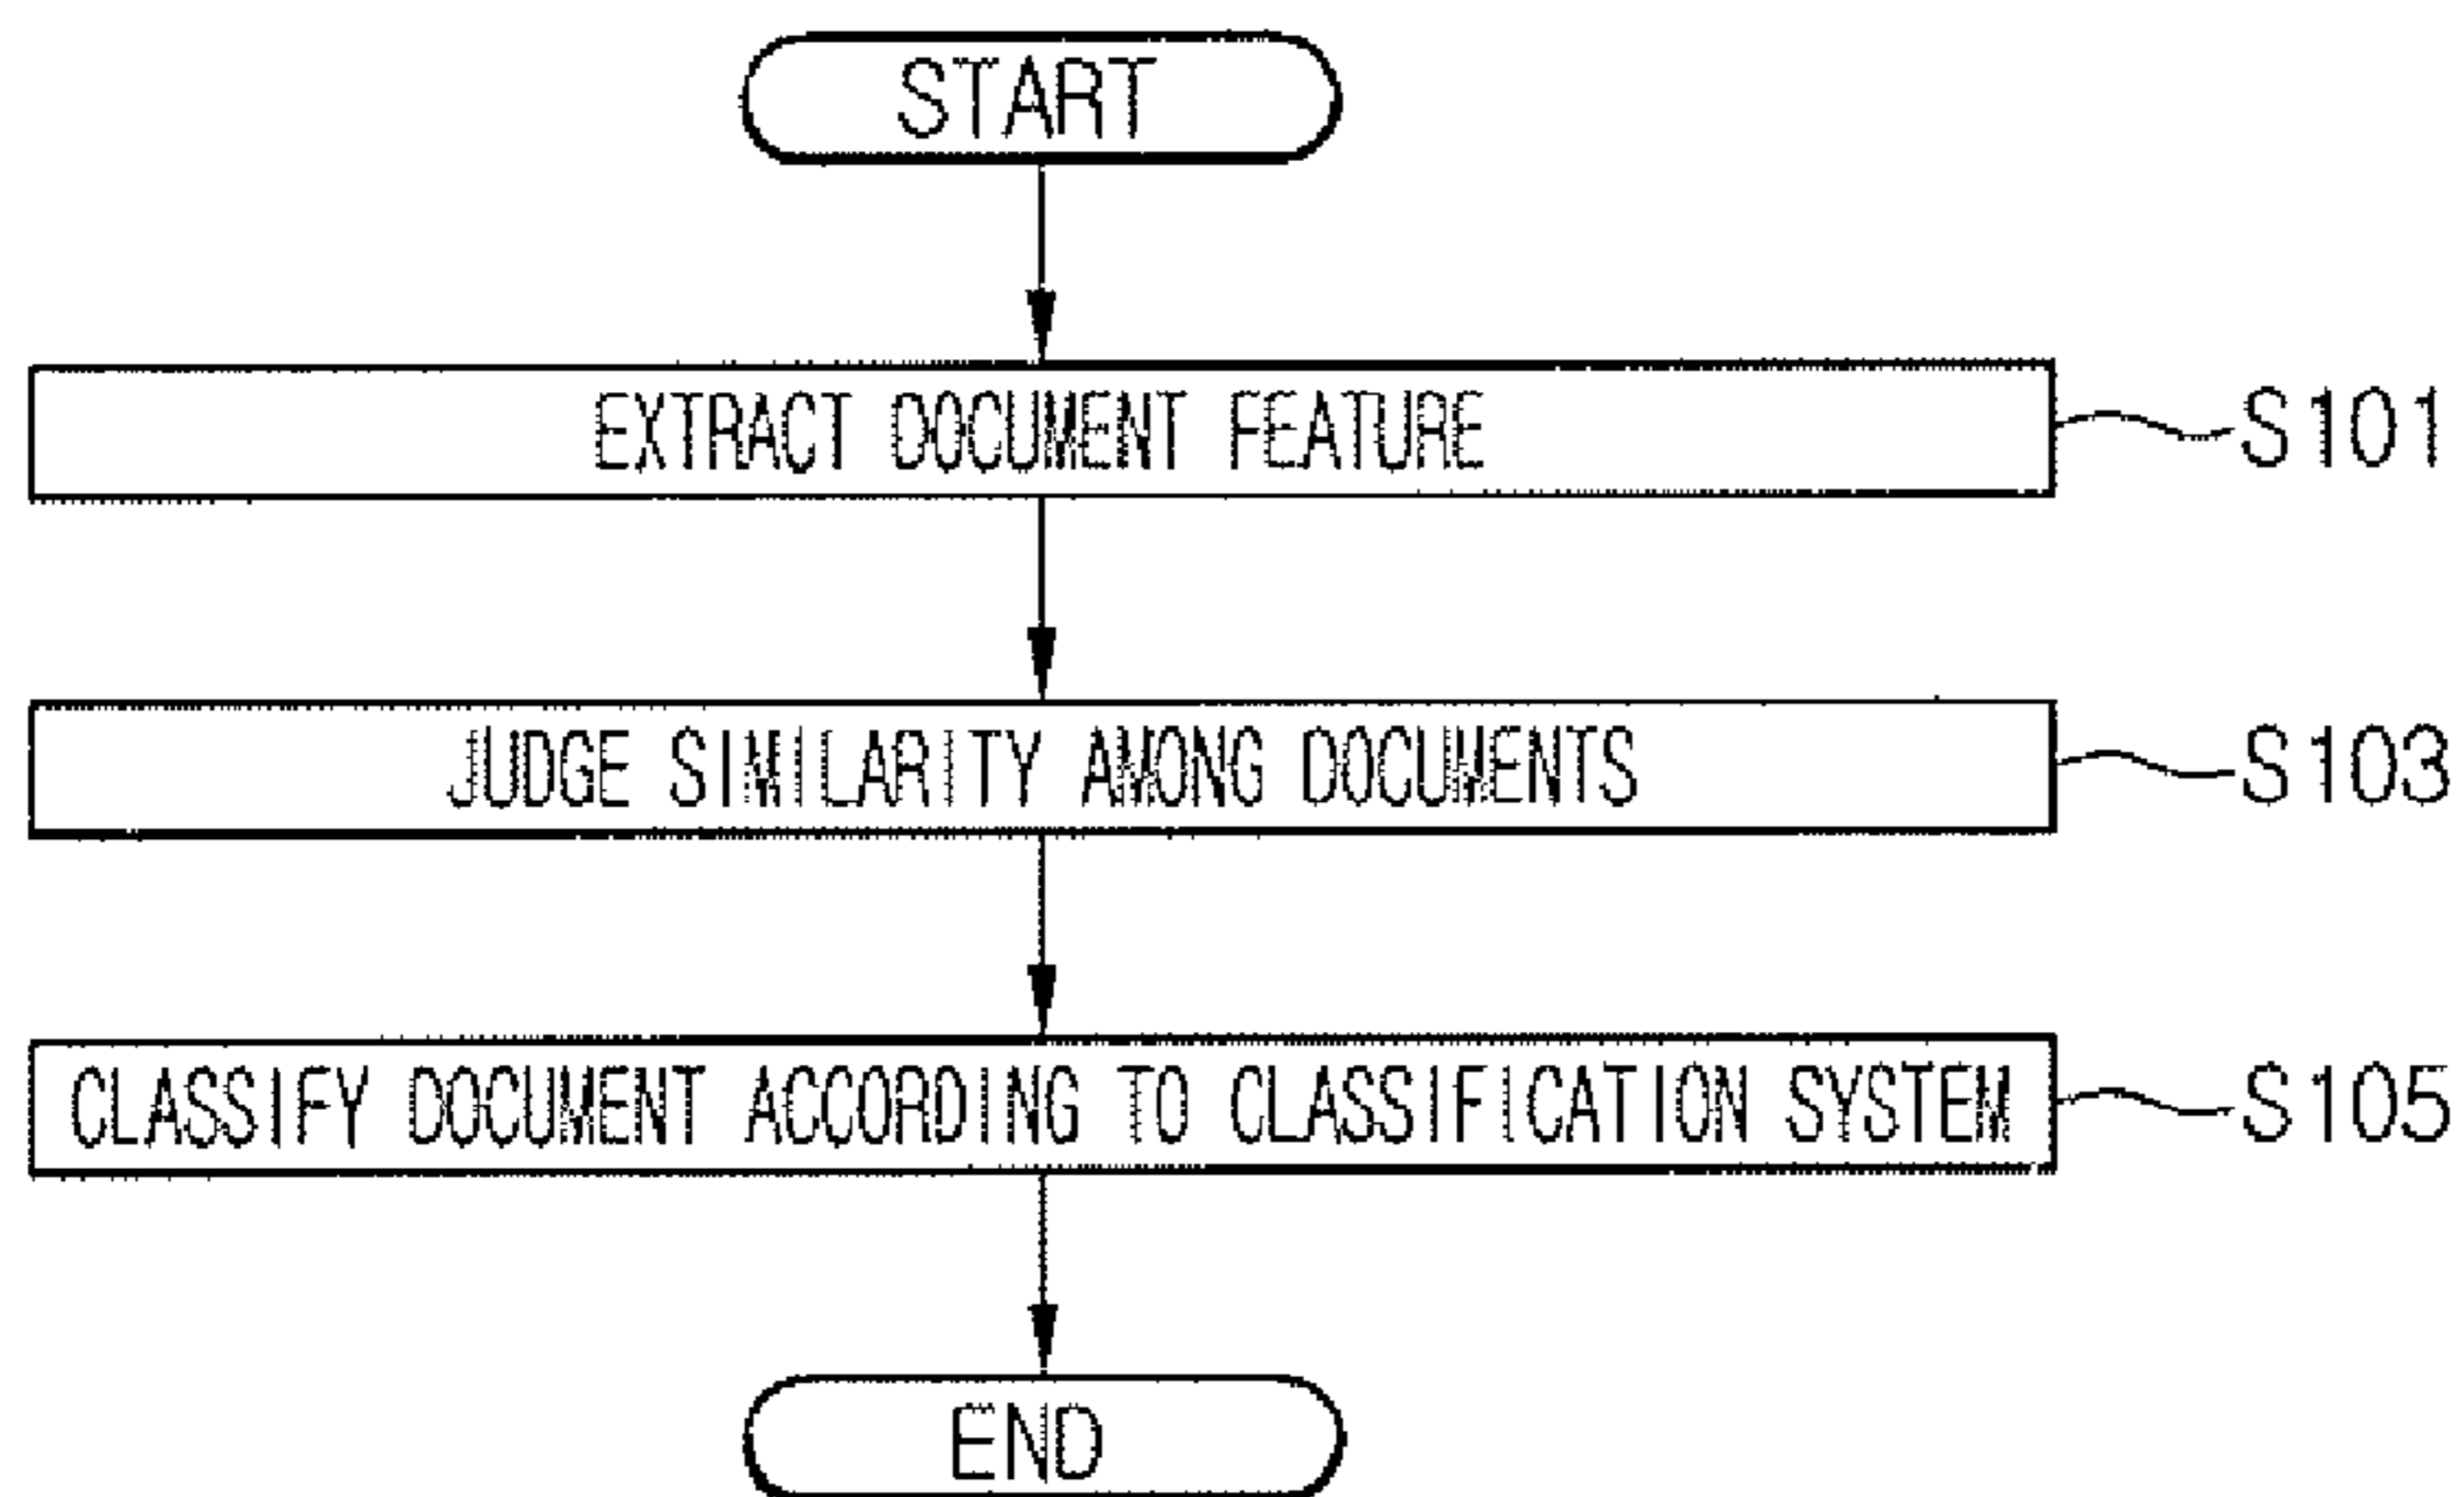 START
EXTRACT DOCUMENT FEATURE
S101
JUDGE SIMILARITY AMONG DOCUMENTS
S103
CLASSIFY DOCUMENT ACCORDING TO CLASSIFICATION SYSTEM
S105
END